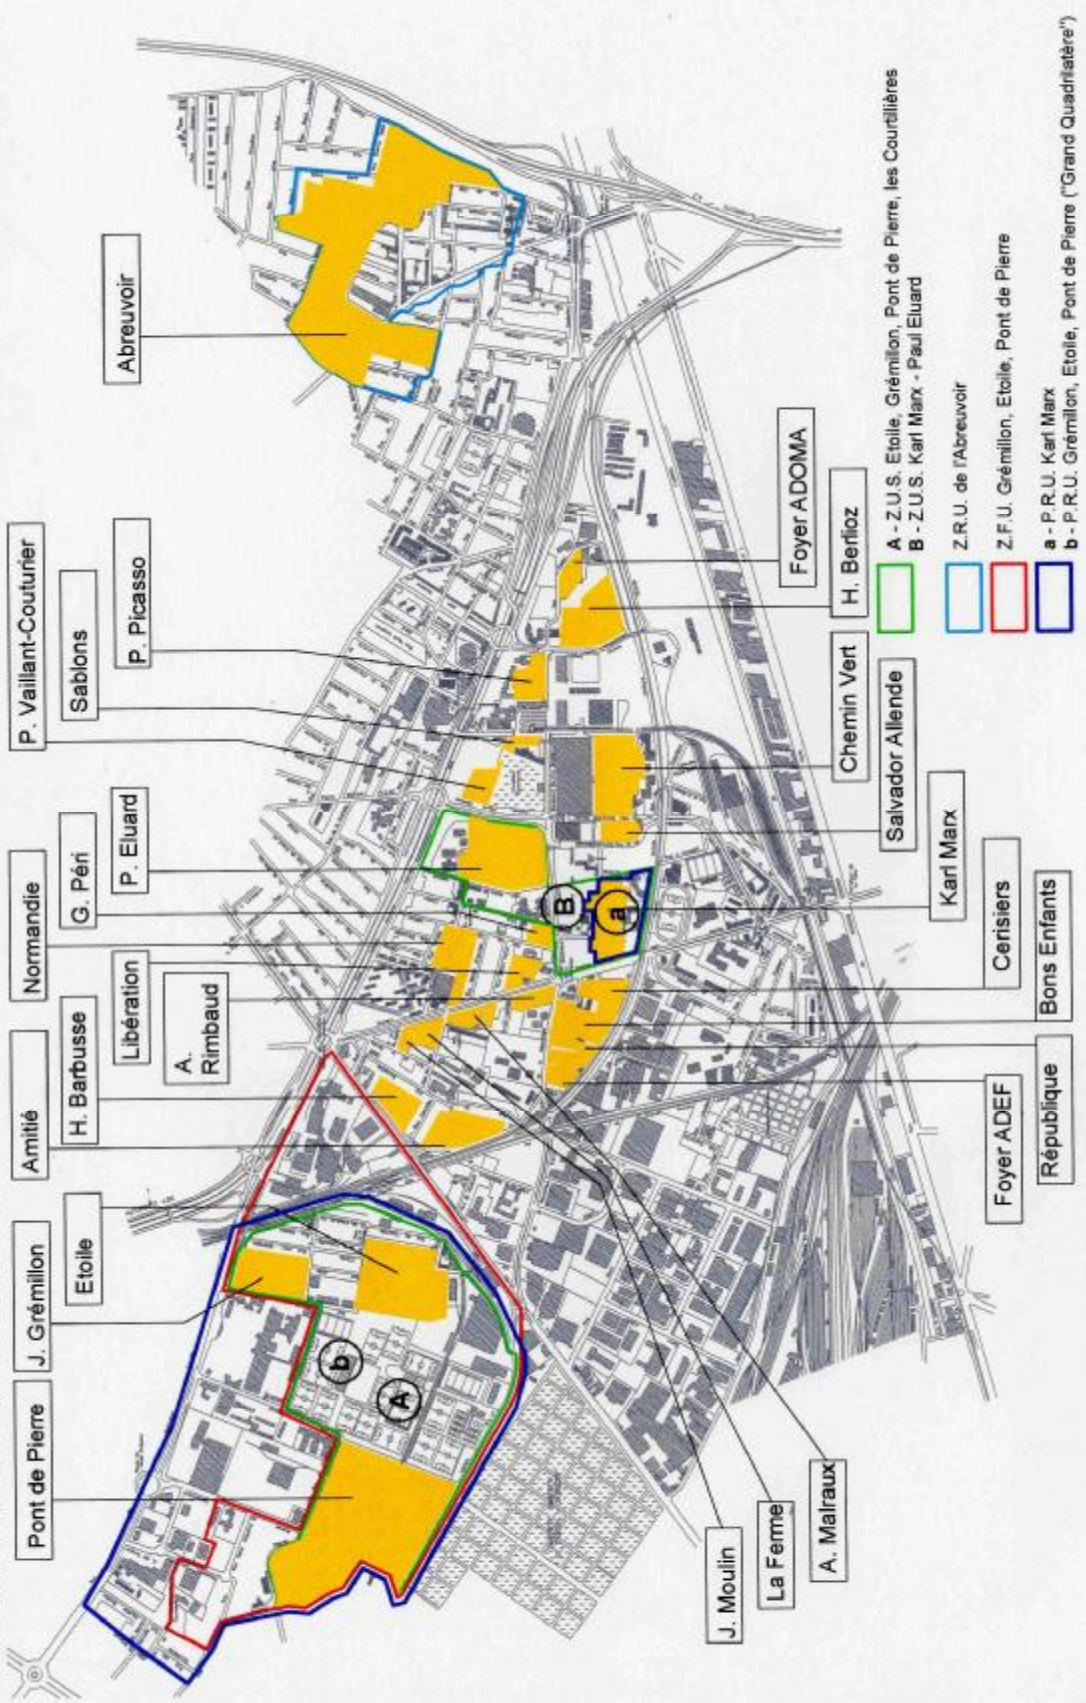 Pont de Pierre
J. Grémillon
Etoile
Amitié
H. Barbusse
A.
Rimbaud
Libération
Normandie
G. Péri
P. Eluard
P. Vaillant-Couturier
Sablons
P. Picasso
Abreuvoir
J. Moulin
La Ferme
A. Malraux
Foyer ADEF
République
Bons Enfants
Cerisiers
Karl Marx
Salvador Allende
Chemin Vert
H. Berlioz
Foyer ADOMA
b
A
B
a
A - Z.U.S. Etoile, Grémillon, Pont de Pierre, les Courtillières
B - Z.U.S. Karl Marx - Paul Eluard
Z.R.U. de l'Abreuvoir
Z.F.U. Grémillon, Etoile, Pont de Pierre
a - P.R.U. Karl Marx
b - P.R.U. Grémillon, Etoile, Pont de Pierre ("Grand Quadrilatère")